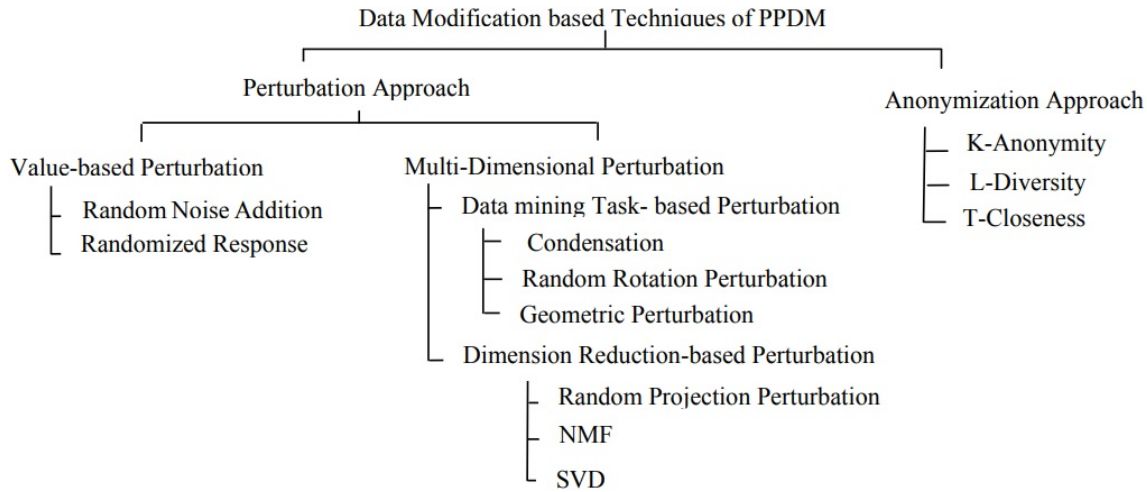 Data Modification based Techniques of PPDM
Perturbation Approach
Anonymization Approach
K-Anonymity
L-Diversity
T-Closeness
Value-based Perturbation
Random Noise Addition
Randomized Response
Multi-Dimensional Perturbation
Data mining Task- based Perturbation
Condensation
Random Rotation Perturbation
Geometric Perturbation
Dimension Reduction-based Perturbation
Random Projection Perturbation
NMF
SVD